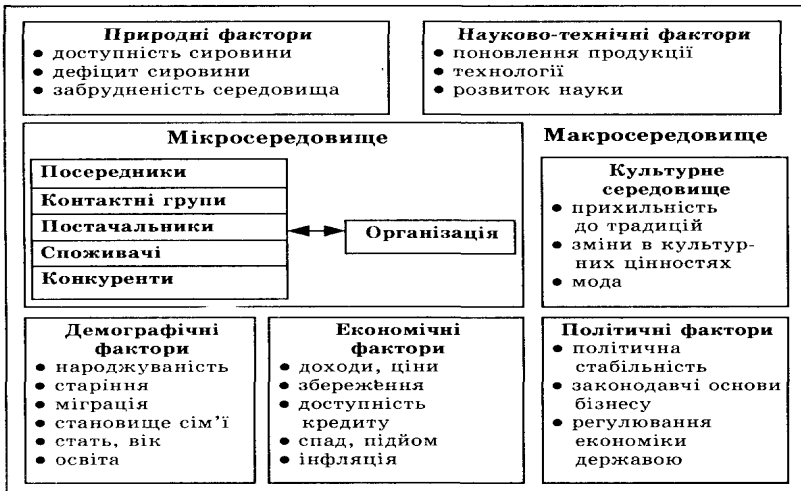 Природні фактори
• доступність сировини
• дефіцит сировини
• забрудненість середовища
Науково-технічні фактори
• поновлення продукції
• технології
• розвиток науки
Мікросередовище
Посередники
Контактні групи
Постачальники
Споживачі
Конкуренти
Організація
Макросередовище
Культурне
середовище
• прихильність
до традицій
• зміни в культур-
них цінностях
• мода
Демографічні
фактори
• народжуваність
• старіння
• міграція
• становище сім’ї
• стать, вік
• освіта
Економічні
фактори
• доходи, ціни
• збереження
• доступність
кредиту
• спад, підйом
• інфляція
Політичні фактори
• політична
стабільність
• законодавчі основи
бізнесу
• регулювання
економіки
державою